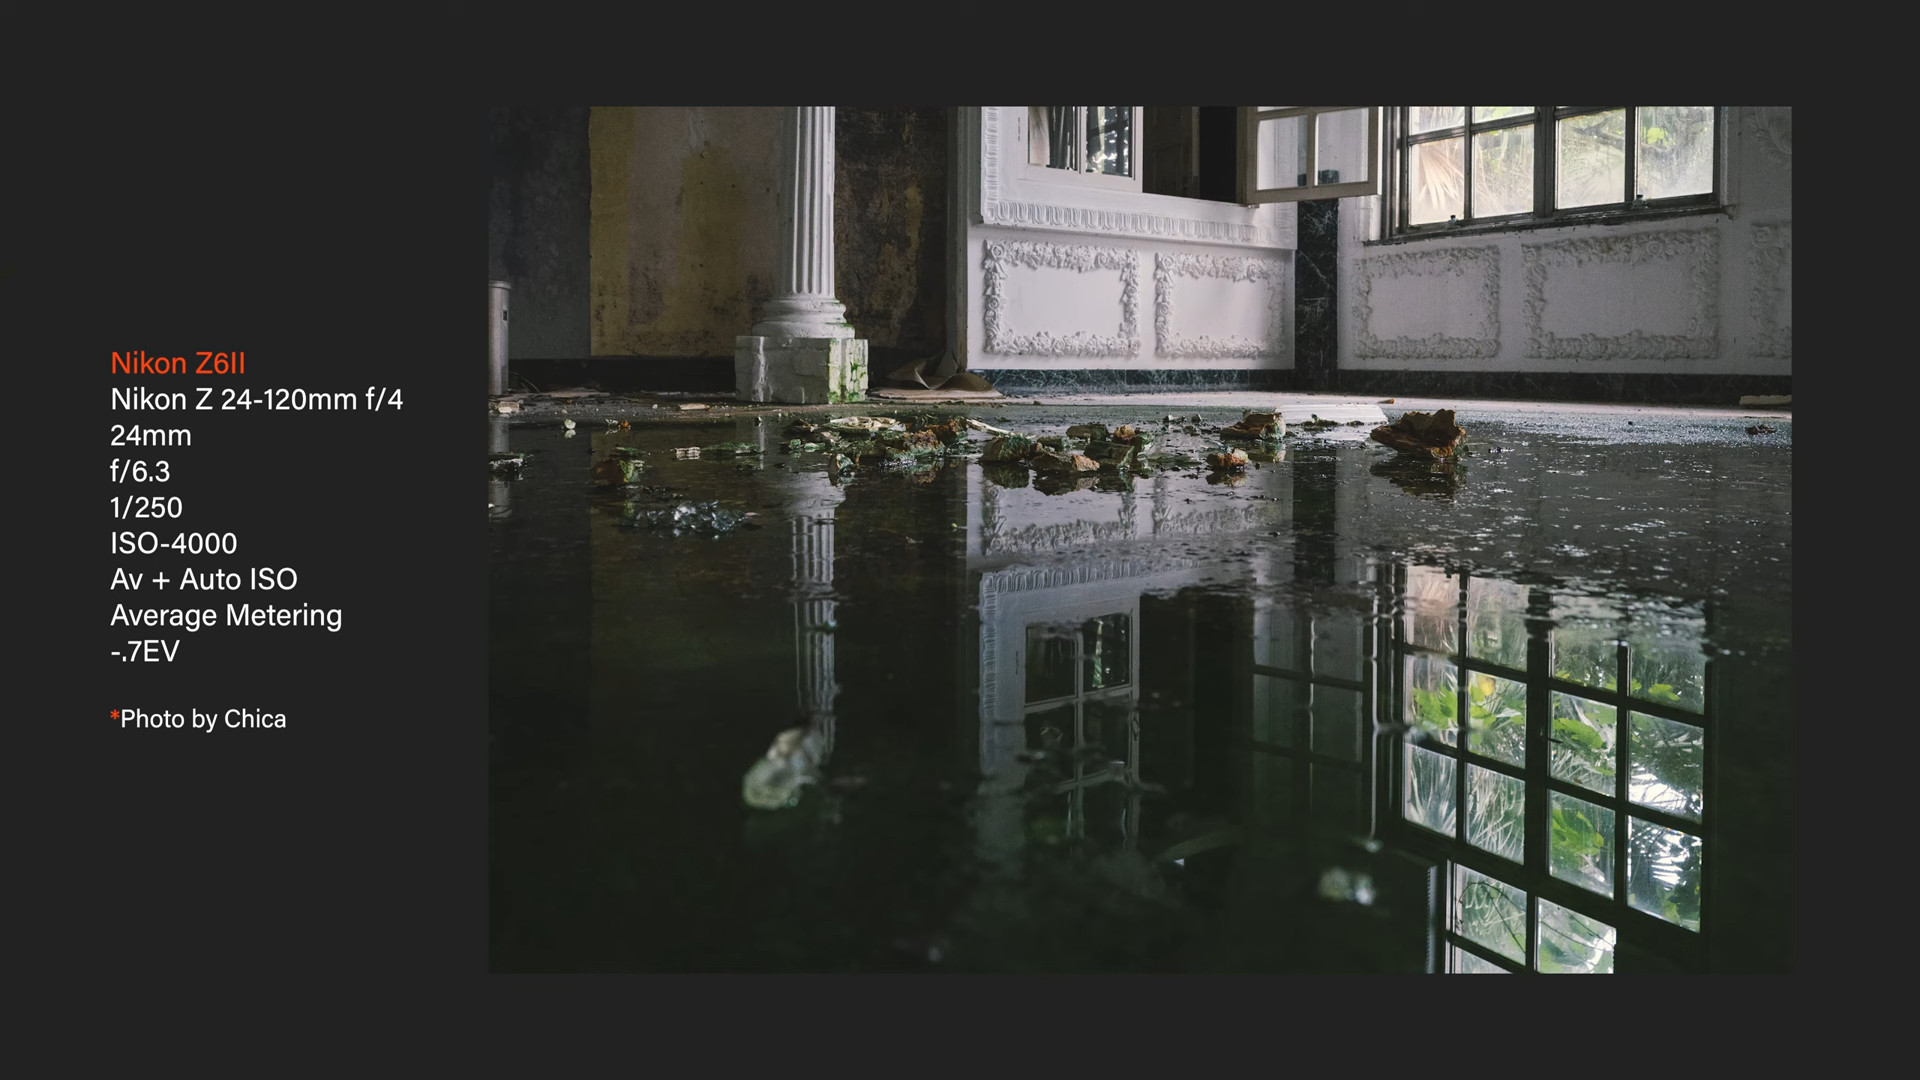 Nikon Z6II
Nikon Z 24-120mm f/4
24mm
f/6.3
1/250
ISO-4000
Av + Auto ISO
Average Metering
-.7EV
*Photo by Chica